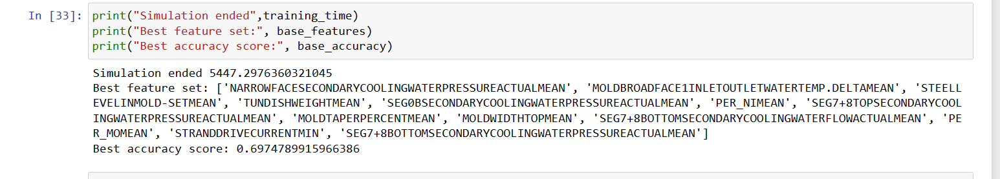 In [33]: print("Simulation ended",training_time)
print("Best feature set:", base_features)
print("Best accuracy score:", base_accuracy)
Simulation ended 5447.2976360321045
Best feature set: ['NARROWFACESECONDARYCOOLINGWATERPRESSUREACTUALMEAN', 'MOLDBROADFACE1INLETOUTLETWATERTEMP.DELTAMEAN', 'STEELL
EVELINMOLD-SETMEAN', 'TUNDISHWEIGHTMEAN', 'SEG0BSECONDARYCOOLINGWATERPRESSUREACTUALMEAN', 'PER_NIMEAN', 'SEG7+8TOPSECONDARYCOOL
INGWATERPRESSUREACTUALMEAN', 'MOLDTAPERPERCENTMEAN', 'MOLDWIDTHTOPMEAN', 'SEG7+8BOTTOMSECONDARYCOOLINGWATERFLOWACTUALMEAN', 'PE
R_MOMEAN', 'STRANDDRIVECURRENTMIN', 'SEG7+8BOTTOMSECONDARYCOOLINGWATERPRESSUREACTUALMEAN']
Best accuracy score: 0.6974789915966386